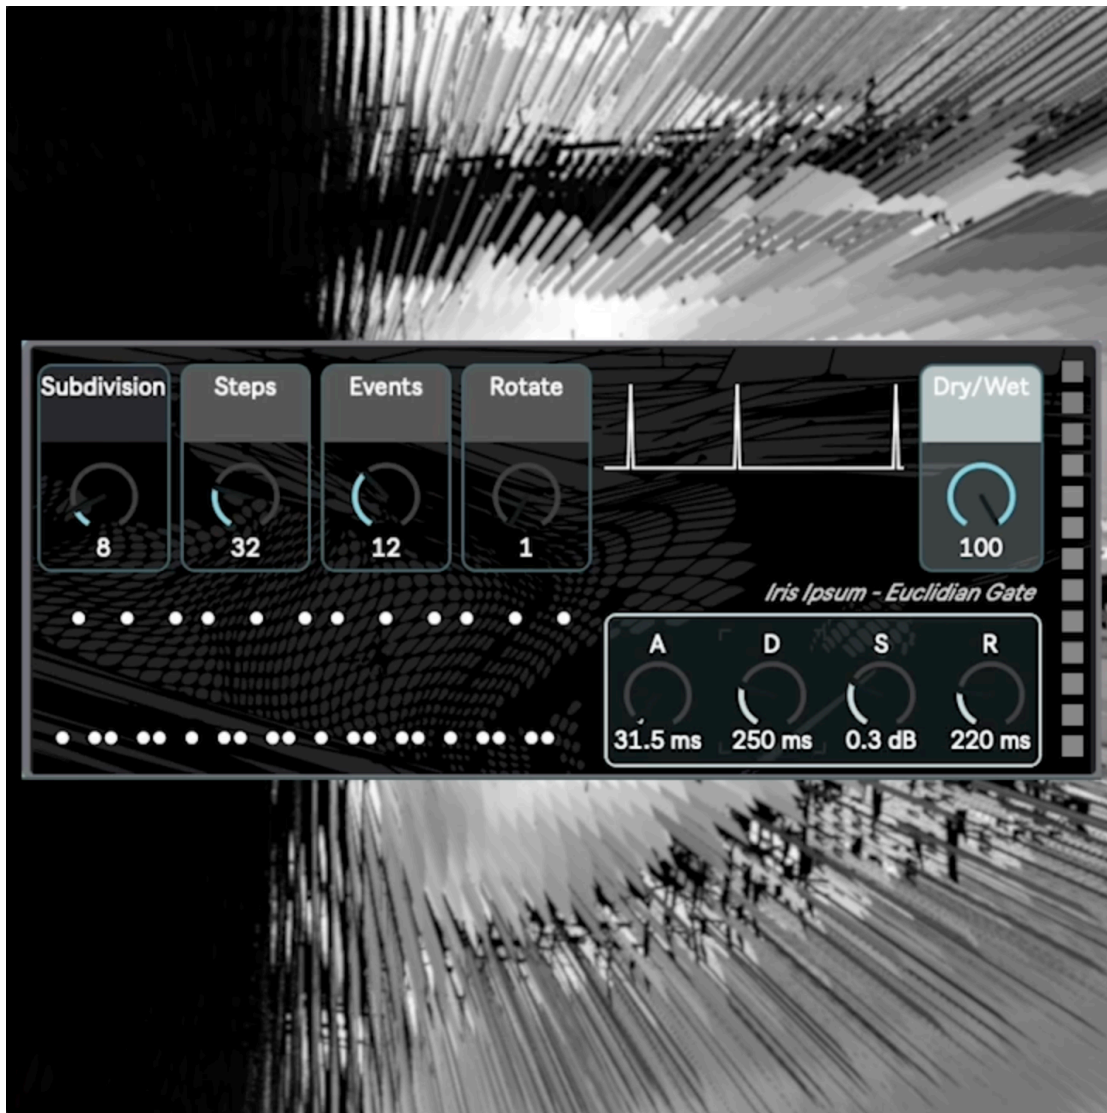 Subdivision
Steps
Events
Rotate
Dry/Wet
8
32
12
1
100
Iris Ipsum - Euclidian Gate
A
D
S
R
31.5 ms
250 ms
0.3 dB
220 ms